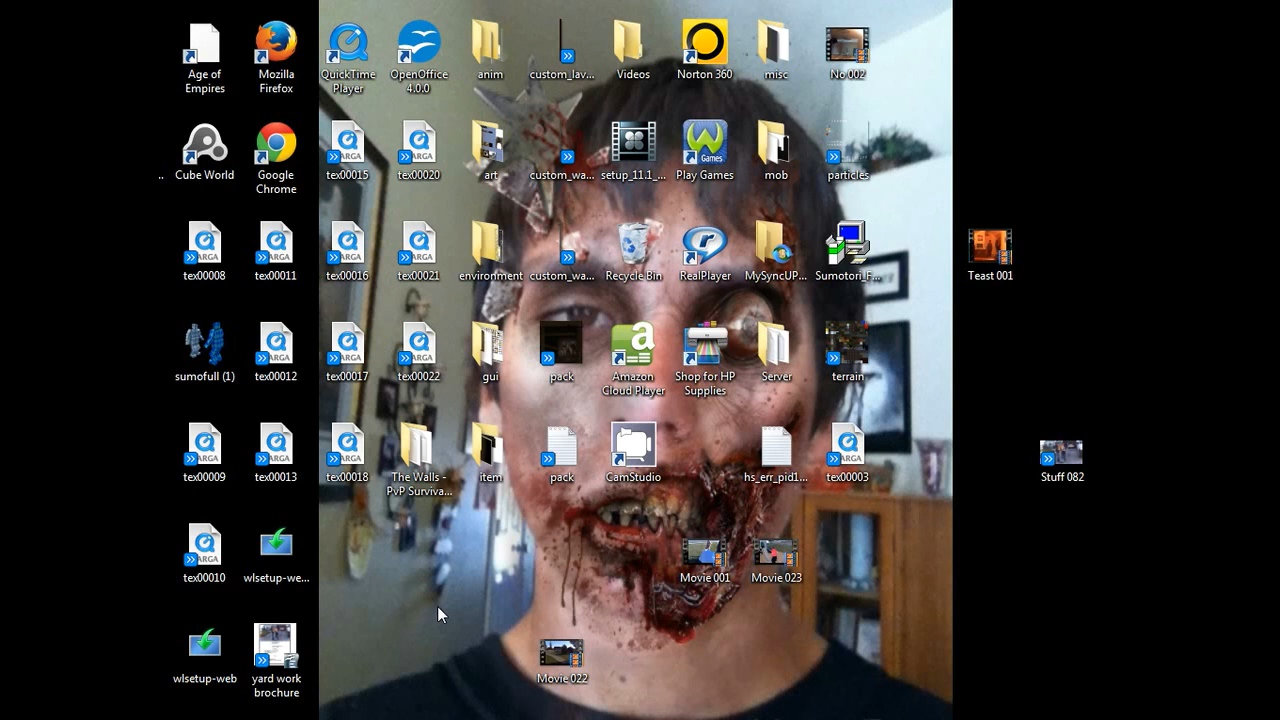 Age of
Empires
Mozilla
Firefox
QuickTime
Player
OpenOffice
4.0.0
anim
custom_lav...
Videos
Norton 360
misc
No 002
..
Cube World
Google
Chrome
TARGA
tex00015
TARGA
tex00020
art
custom_wa...
setup_11.1_...
Games
Play Games
mob
particles
tex00008
tex00011
tex00016
tex00021
environment
custom_wa...
Recycle Bin
RealPlayer
MySyncUP...
Sumotori_F...
Teast 001
sumofull (1)
tex00012
tex00017
tex00022
gui
pack
Amazon
Cloud Player
Shop for HP
Supplies
Server
terrain
tex00009
tex00013
tex00018
The Walls -
PvP Surviva...
item
pack
CamStudio
hs_err_pid1...
tex00003
Stuff 082
tex00010
wlsetup-we...
Movie 001
Movie 023
wlsetup-web
yard work
brochure
Movie 022